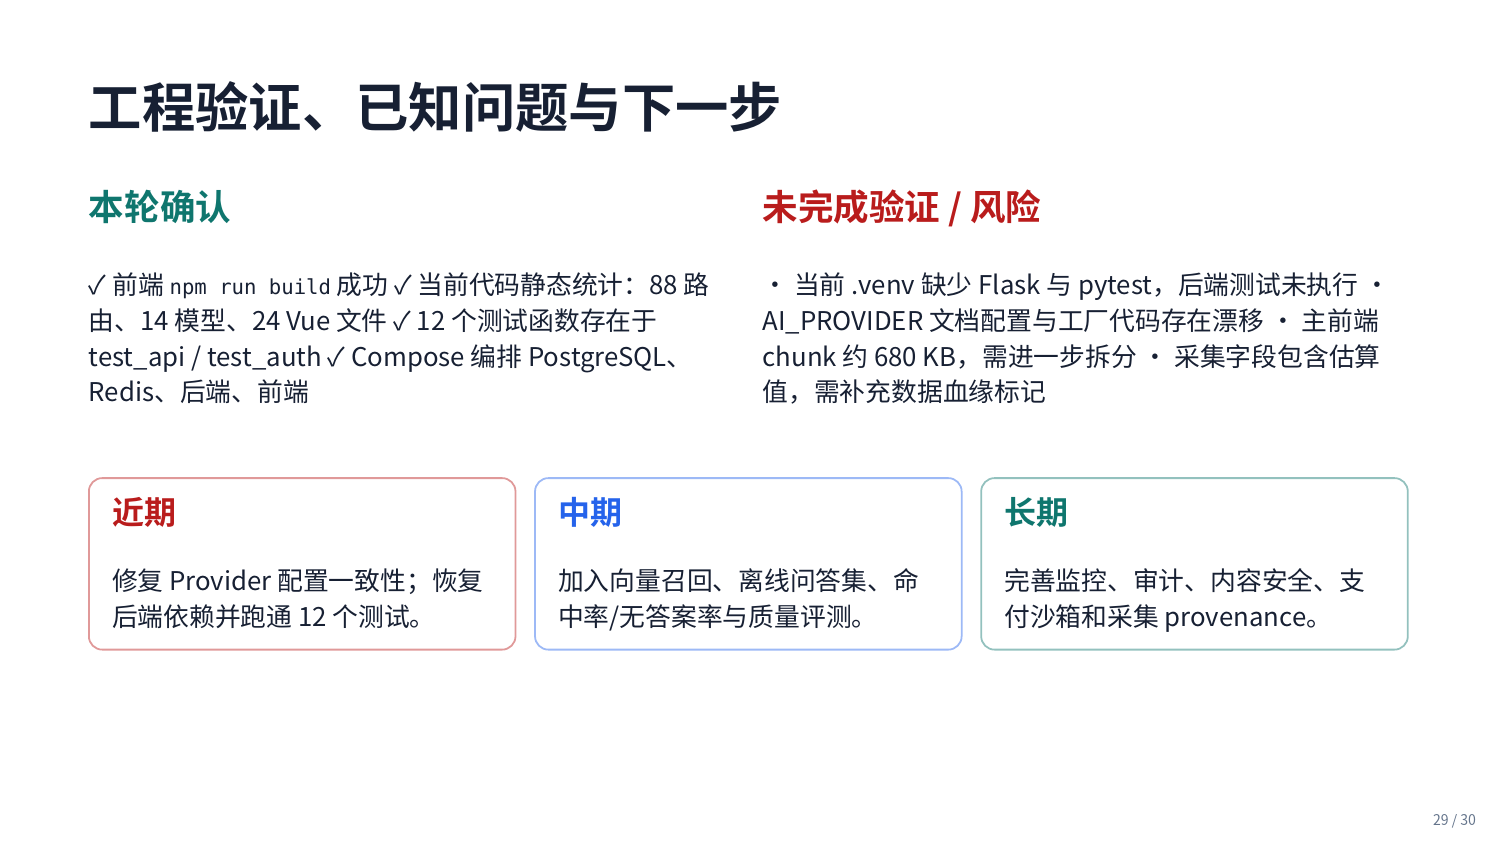 工程验证、已知问题与下一步
本轮确认
✓ 前端 npm run build 成功 ✓ 当前代码静态统计：88 路
由、14 模型、24 Vue 文件 ✓ 12 个测试函数存在于
test_api / test_auth ✓ Compose 编排 PostgreSQL、
Redis、后端、前端
未完成验证 / 风险
• 当前 .venv 缺少 Flask 与 pytest，后端测试未执行 •
AI_PROVIDER 文档配置与工厂代码存在漂移 • 主前端
chunk 约 680 KB，需进一步拆分 • 采集字段包含估算
值，需补充数据血缘标记
近期
修复 Provider 配置一致性；恢复
后端依赖并跑通 12 个测试。
中期
加入向量召回、离线问答集、命
中率/无答案率与质量评测。
长期
完善监控、审计、内容安全、支
付沙箱和采集 provenance。
29 / 30